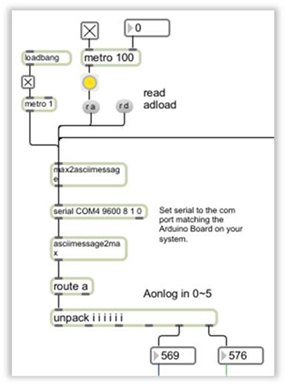 0
loadbang
metro 100
metro 1
r a
r d
read
adload
max2asciimessag
e
serial COM4 9600 8 1 0
Set serial to the com
port matching the
Arduino Board on your
system.
asciimessage2ma
x
route a
Aonlog in 0~5
unpack i i i i i i
569
576